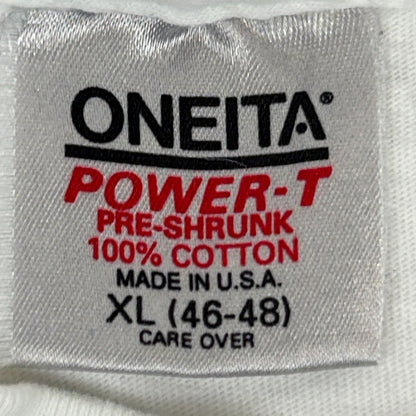 ONEITA®
POWER-T
PRE-SHRUNK
100% COTTON
MADE IN U.S.A.
XL (46-48)
CARE OVER